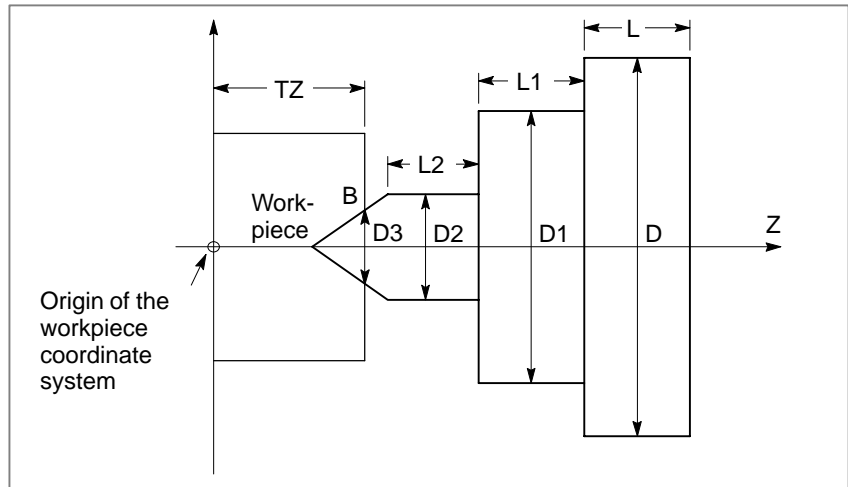 L
L1
TZ
L2
B
Work-
piece
D3
D2
D1
D
Z
Origin of the
workpiece
coordinate
system